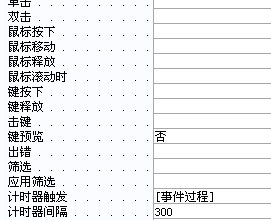 单击
双击
鼠标按下
鼠标移动
鼠标释放
鼠标滚动时
键按下
键释放
击键
键预览 否
出错
筛选
应用筛选
计时器触发 [事件过程]
计时器间隔 300